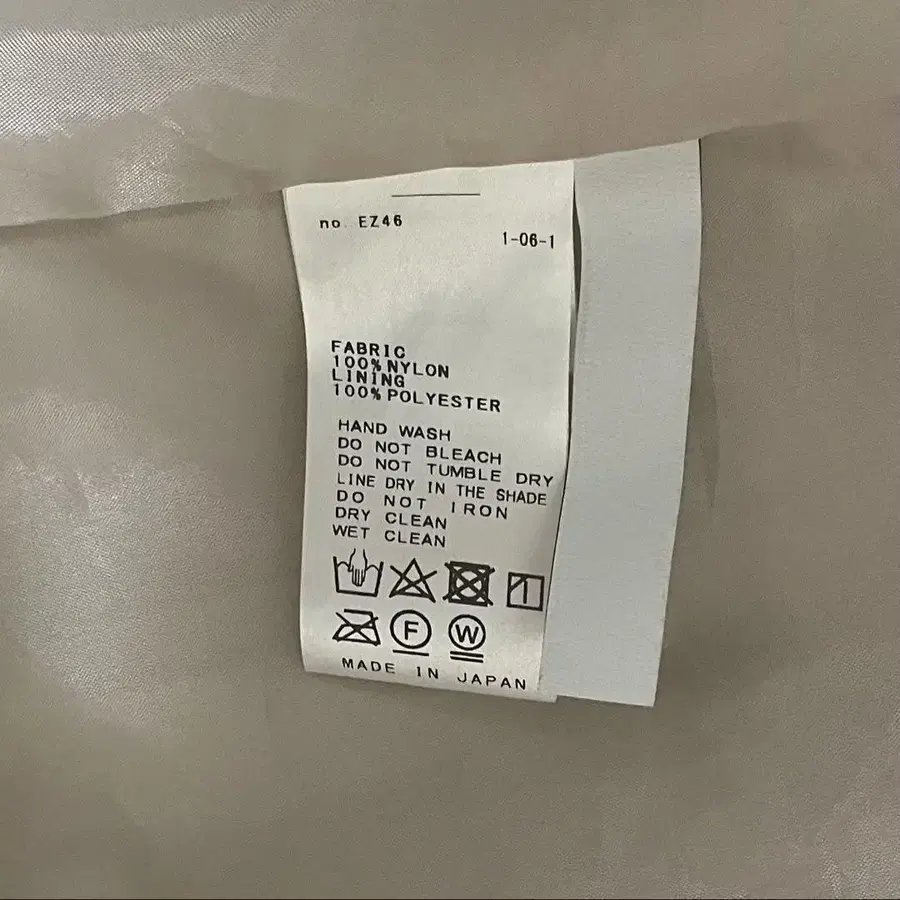 no. EZ46
1-06-1
FABRIC
100% NYLON
LINING
100% POLYESTER
HAND WASH
DO NOT BLEACH
DO NOT TUMBLE DRY
LINE DRY IN THE SHADE
DO NOT IRON
DRY CLEAN
WET CLEAN
F W
MADE IN JAPAN